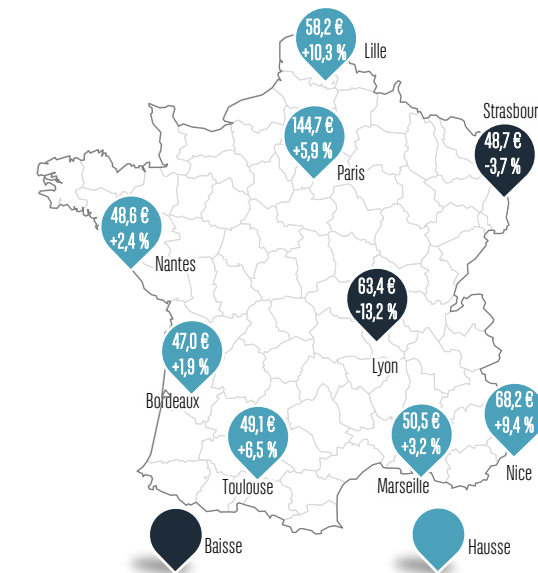 58,2 €
+10,3 %
Lille
144,7 €
+5,9 %
Paris
Strasbour
48,7 €
-3,7 %
48,6 €
+2,4 %
Nantes
63,4 €
-13,2 %
Lyon
47,0 €
+1,9 %
Bordeaux
68,2 €
+9,4 %
Nice
49,1 €
+6,5 %
Toulouse
50,5 €
+3,2 %
Marseille
Baisse
Hausse